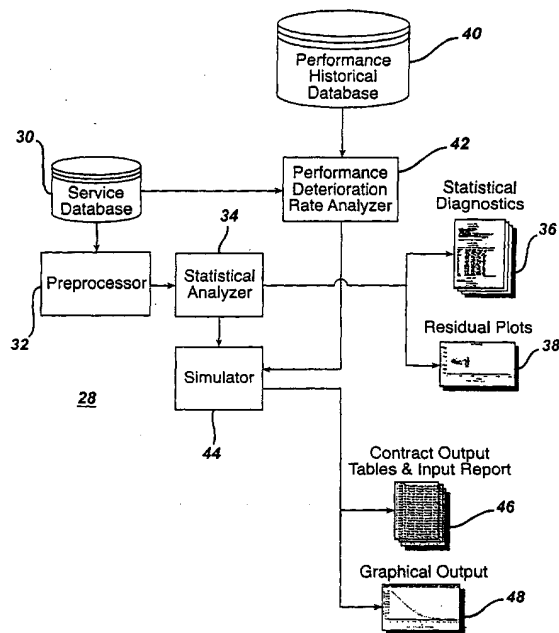 40
Performance
Historical
Database
30
Service
Database
42
Performance
Deterioration
Rate Analyzer
Statistical
Diagnostics
36
34
Preprocessor
Statistical
Analyzer
32
Residual Plots
38
Simulator
28
44
Contract Output
Tables & Input Report
46
Graphical Output
48